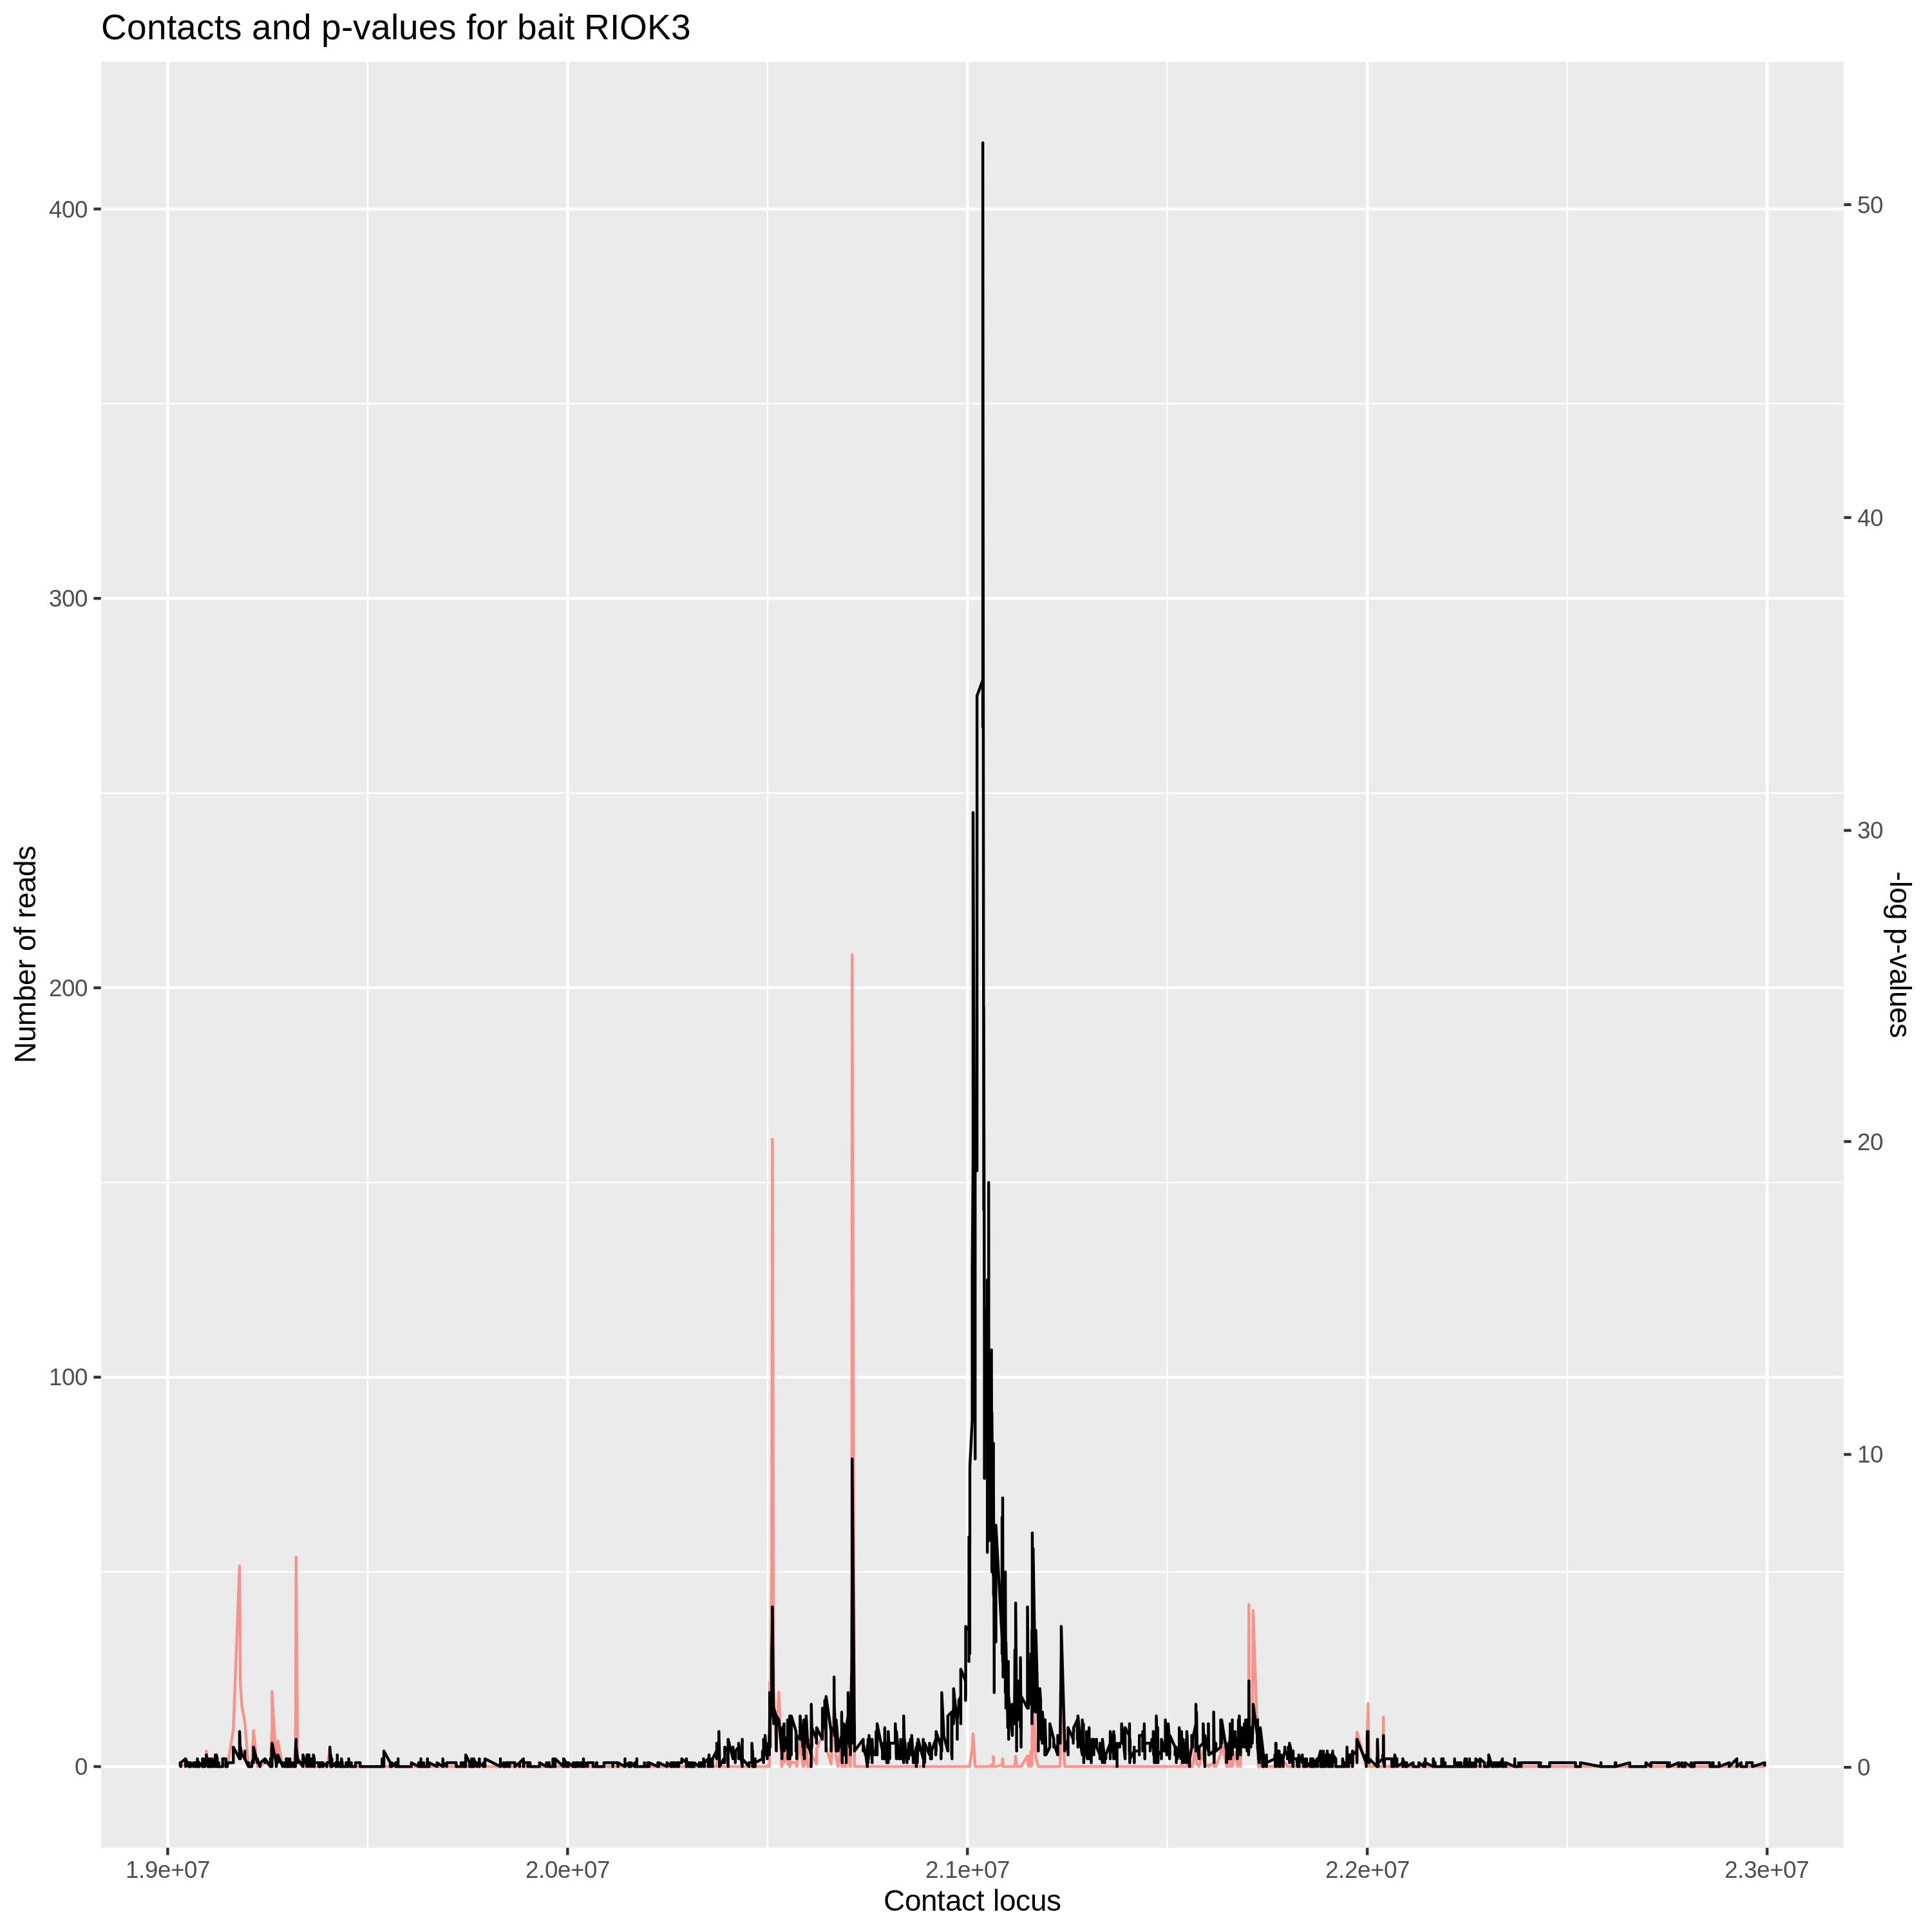 Contacts and p-values for bait RIOK3
400
300
200
100
0
Number of reads
50
40
30
20
10
0
-log p-values
1.9e+07 2.0e+07 2.1e+07 2.2e+07 2.3e+07
Contact locus